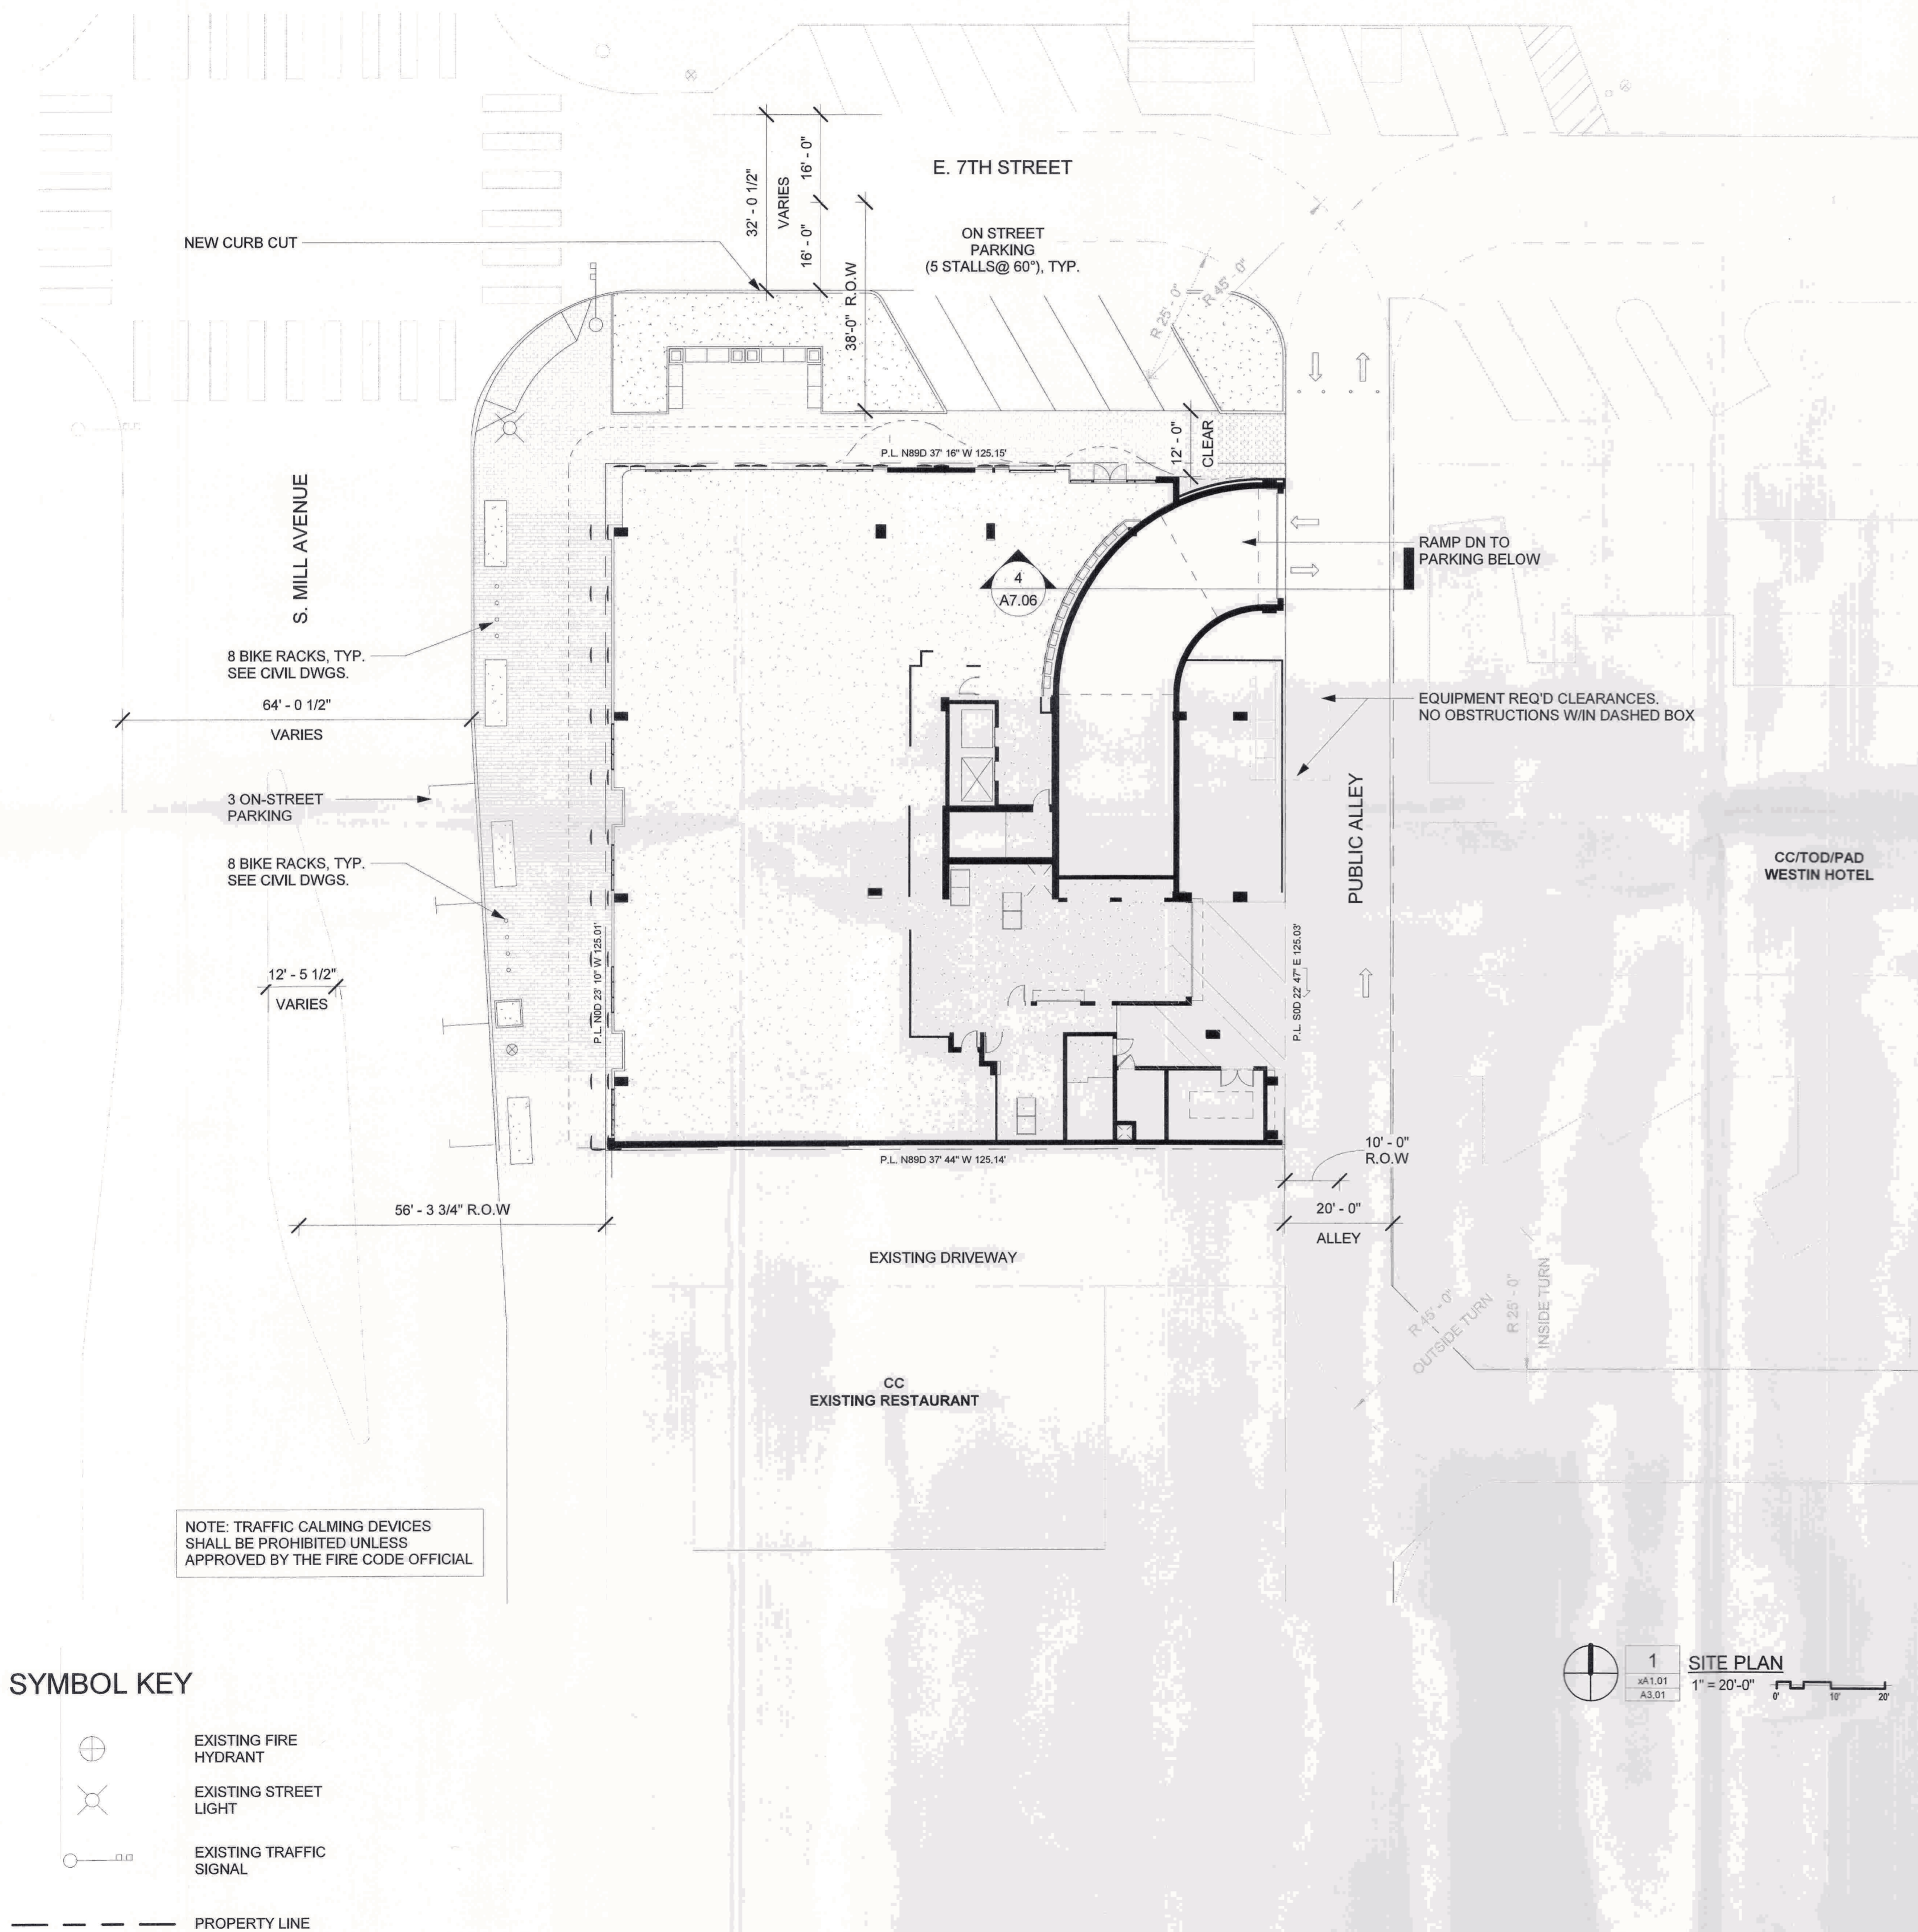 E. 7TH STREET
32' - 0 1/2"
VARIES
16' - 0"
16' - 0"
38'-0" R.O.W
NEW CURB CUT
ON STREET
PARKING
(5 STALLS@ 60°), TYP.
R 25' - 0"
R 45' - 0"
12' - 0"
CLEAR
P.L. N89D 37' 16" W 125.15'
S. MILL AVENUE
RAMP DN TO
PARKING BELOW
4
A7.06
8 BIKE RACKS, TYP.
SEE CIVIL DWGS.
64' - 0 1/2"
VARIES
EQUIPMENT REQ'D CLEARANCES.
NO OBSTRUCTIONS W/IN DASHED BOX
3 ON-STREET
PARKING
PUBLIC ALLEY
8 BIKE RACKS, TYP.
SEE CIVIL DWGS.
CC/TOD/PAD
WESTIN HOTEL
12' - 5 1/2"
VARIES
P.L. N0D 23' 10" W 125.01'
P.L. S0D 22' 47" E 125.03'
P.L. N89D 37' 44" W 125.14'
10' - 0"
R.O.W
56' - 3 3/4" R.O.W
20' - 0"
ALLEY
EXISTING DRIVEWAY
R 45' - 0"
OUTSIDE TURN
R 25' - 0"
INSIDE TURN
CC
EXISTING RESTAURANT
NOTE: TRAFFIC CALMING DEVICES
SHALL BE PROHIBITED UNLESS
APPROVED BY THE FIRE CODE OFFICIAL
1
xA1.01
A3.01
SITE PLAN
1" = 20'-0"
0' 10' 20'
SYMBOL KEY
EXISTING FIRE
HYDRANT
EXISTING STREET
LIGHT
EXISTING TRAFFIC
SIGNAL
PROPERTY LINE